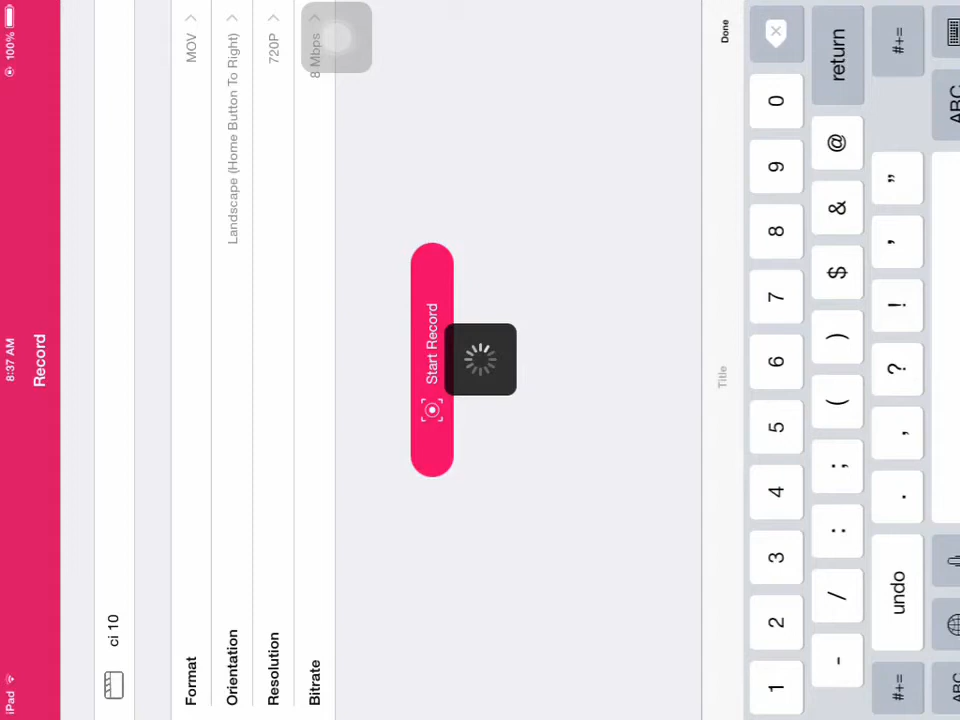 iPad 8:37 AM 100%
Record
ci 10
Format MOV
Orientation Landscape (Home Button To Right)
Resolution 720P
Bitrate 8 Mbps
Start Record
Title Done
1 2 3 4 5 6 7 8 9 0
- / : ; ( ) $ & @ return
#+= undo . , ? ! ' " #+=
ABC ABC